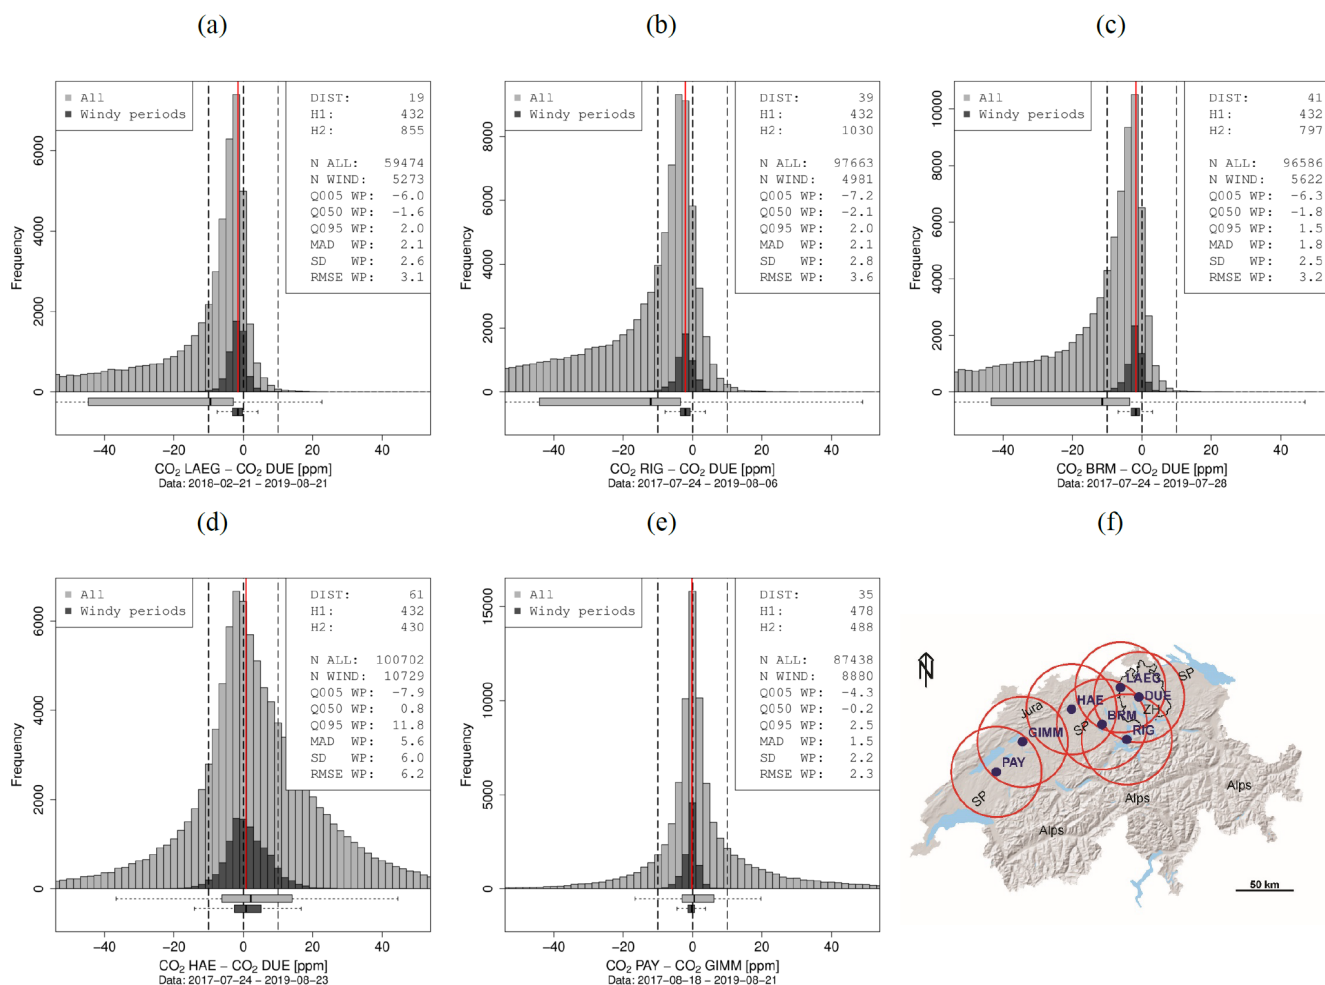 (a)
All
Windy periods
DIST: 19
H1: 432
H2: 855
N ALL: 59474
N WIND: 5273
Q005 WP: −6.0
Q050 WP: −1.6
Q095 WP: 2.0
MAD WP: 2.1
SD WP: 2.6
RMSE WP: 3.1
Frequency
0 2000 4000 6000
−40 −20 0 20 40
CO₂ LAEG − CO₂ DUE [ppm]
Data: 2018−02−21 − 2019−08−21
(b)
All
Windy periods
DIST: 39
H1: 432
H2: 1030
N ALL: 97663
N WIND: 4981
Q005 WP: −7.2
Q050 WP: −2.1
Q095 WP: 2.0
MAD WP: 2.1
SD WP: 2.8
RMSE WP: 3.6
Frequency
0 2000 4000 6000 8000
−40 −20 0 20 40
CO₂ RIG − CO₂ DUE [ppm]
Data: 2017−07−24 − 2019−08−06
(c)
All
Windy periods
DIST: 41
H1: 432
H2: 797
N ALL: 96586
N WIND: 5622
Q005 WP: −6.3
Q050 WP: −1.8
Q095 WP: 1.5
MAD WP: 1.8
SD WP: 2.5
RMSE WP: 3.2
Frequency
0 2000 4000 6000 8000 10000
−40 −20 0 20 40
CO₂ BRM − CO₂ DUE [ppm]
Data: 2017−07−24 − 2019−07−28
(d)
All
Windy periods
DIST: 61
H1: 432
H2: 430
N ALL: 100702
N WIND: 10729
Q005 WP: −7.9
Q050 WP: 0.8
Q095 WP: 11.8
MAD WP: 5.6
SD WP: 6.0
RMSE WP: 6.2
Frequency
0 2000 4000 6000
−40 −20 0 20 40
CO₂ HAE − CO₂ DUE [ppm]
Data: 2017−07−24 − 2019−08−23
(e)
All
Windy periods
DIST: 35
H1: 478
H2: 488
N ALL: 87438
N WIND: 8880
Q005 WP: −4.3
Q050 WP: −0.2
Q095 WP: 2.5
MAD WP: 1.5
SD WP: 2.2
RMSE WP: 2.3
Frequency
0 5000 10000 15000
−40 −20 0 20 40
CO₂ PAY − CO₂ GIMM [ppm]
Data: 2017−08−18 − 2019−08−21
(f)
N
LAEG
SP
DUE
HAE
Jura
ZH
BRM
SP
GIMM
RIG
PAY
SP
Alps
Alps
Alps
50 km